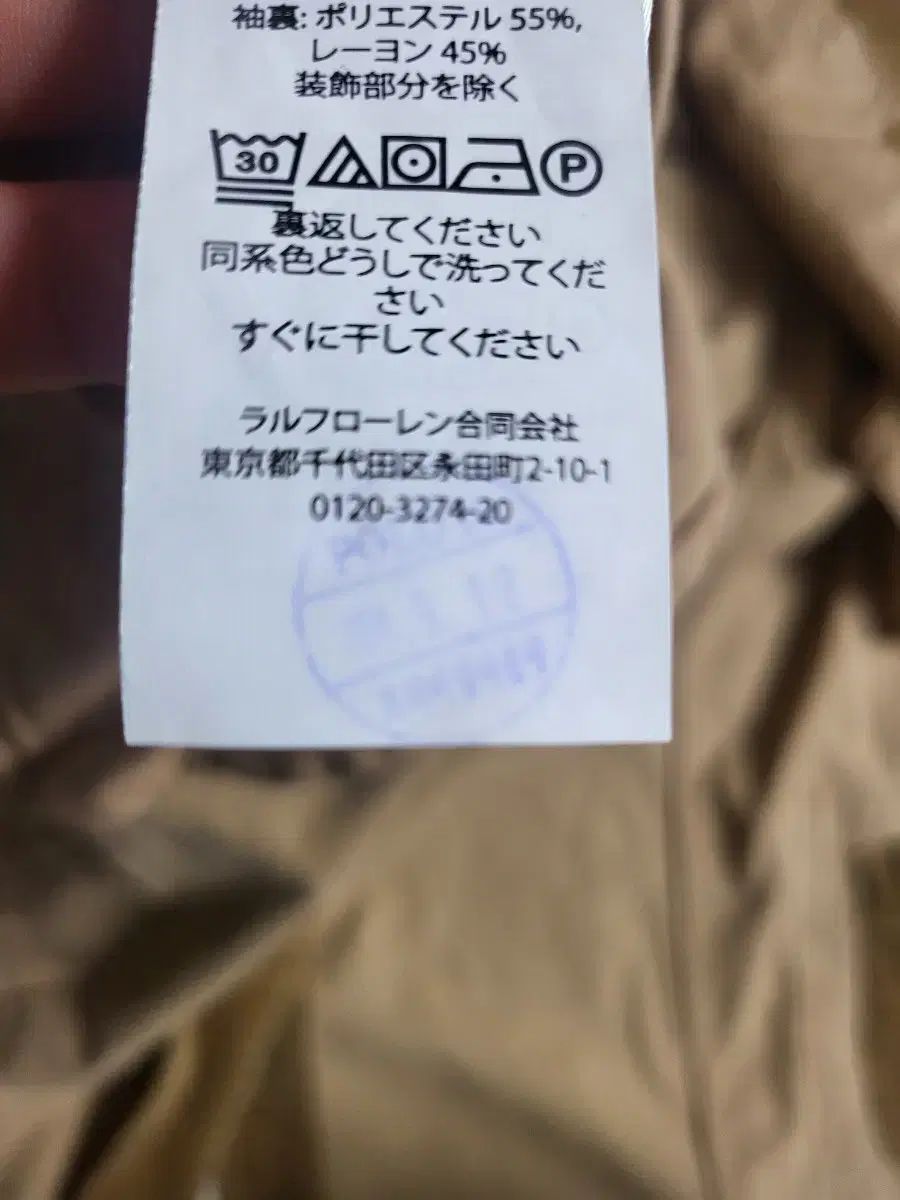 袖裏: ポリエステル 55%,
レーヨン 45%
装飾部分を除く
30 P
裏返してください
同系色どうしで洗ってくだ
さい
すぐに干してください
ラルフローレン合同会社
東京都千代田区永田町2-10-1
0120-3274-20